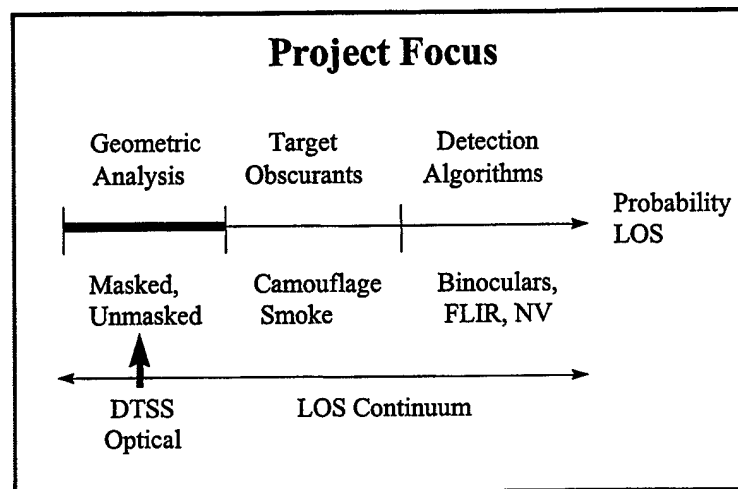 Project Focus
Geometric
Analysis
Target
Obscurants
Detection
Algorithms
Probability
LOS
Masked,
Unmasked
Camouflage
Smoke
Binoculars,
FLIR, NV
DTSS
Optical
LOS Continuum